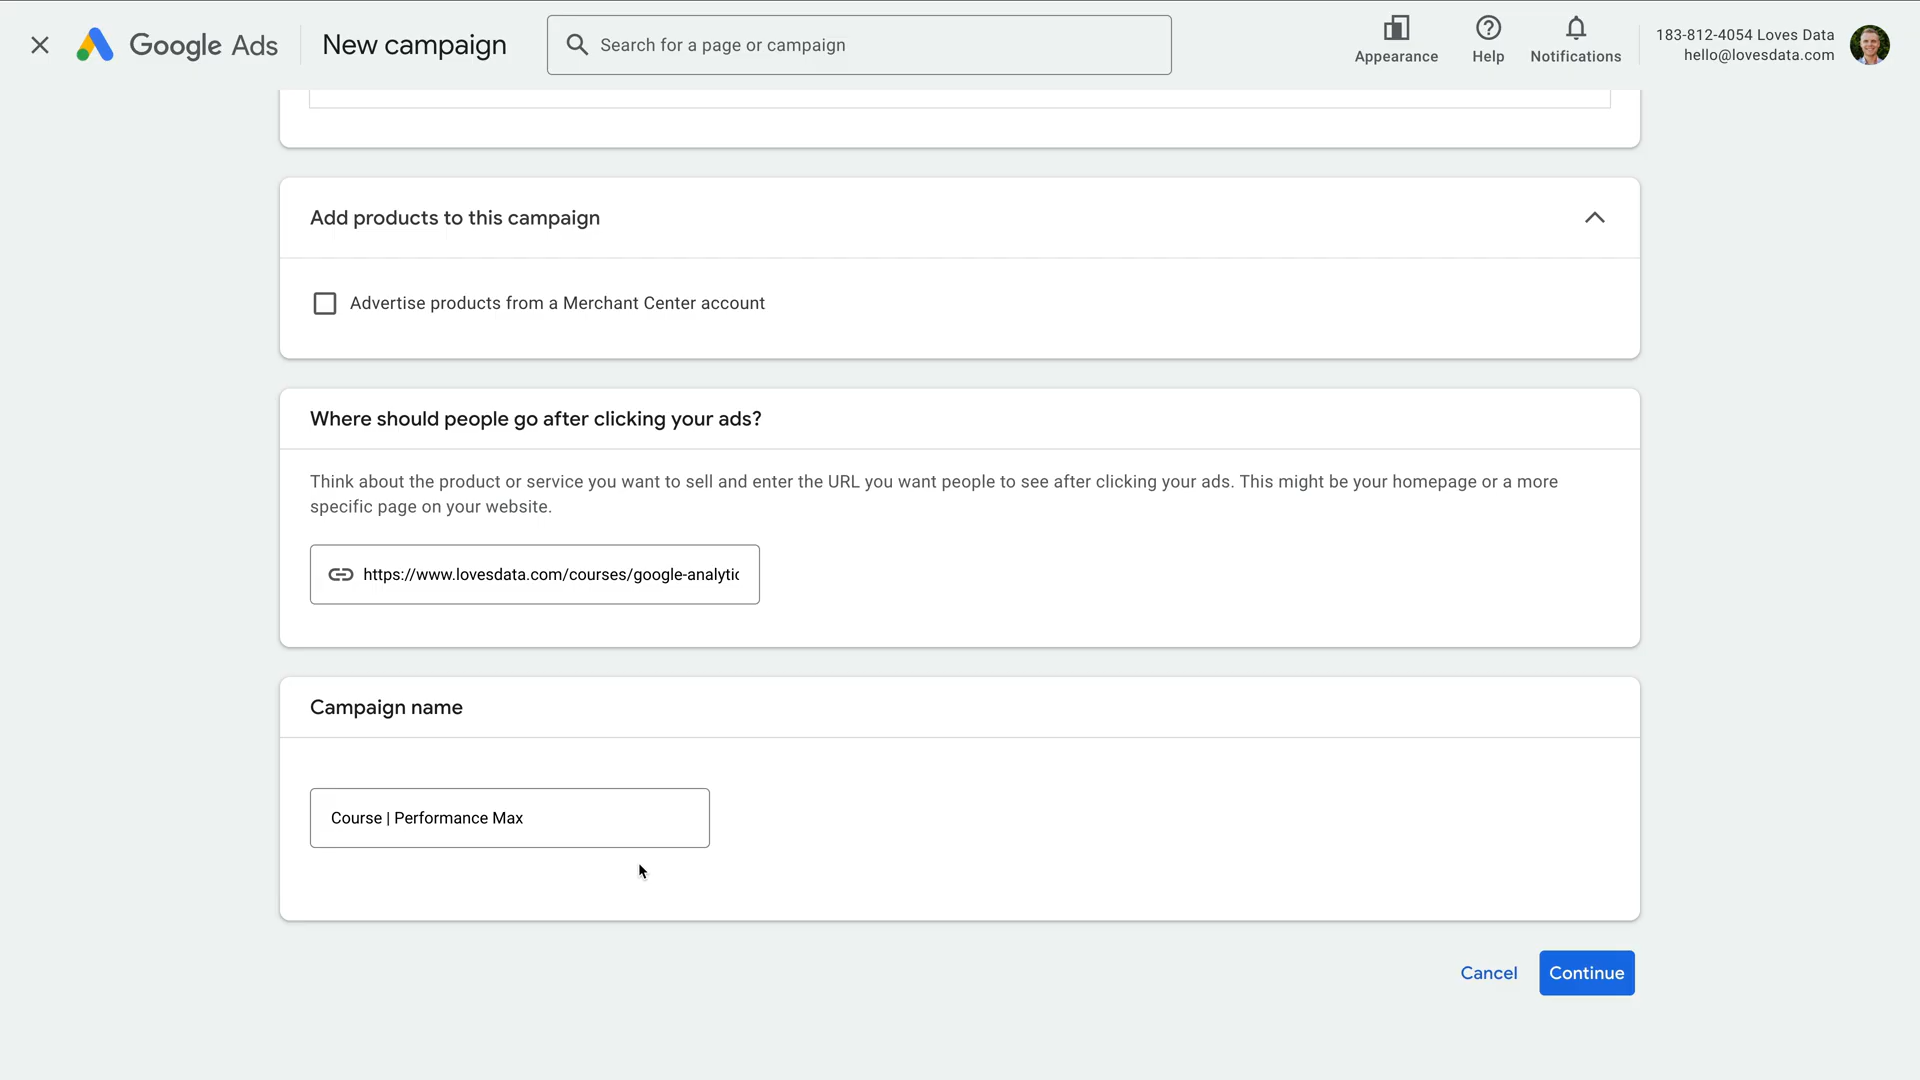 Google Ads
New campaign
Search for a page or campaign
Appearance
Help
Notifications
183-812-4054 Loves Data
hello@lovesdata.com
Add products to this campaign
Advertise products from a Merchant Center account
Where should people go after clicking your ads?
Think about the product or service you want to sell and enter the URL you want people to see after clicking your ads. This might be your homepage or a more
specific page on your website.
https://www.lovesdata.com/courses/google-analytic
Campaign name
Course | Performance Max
Cancel
Continue